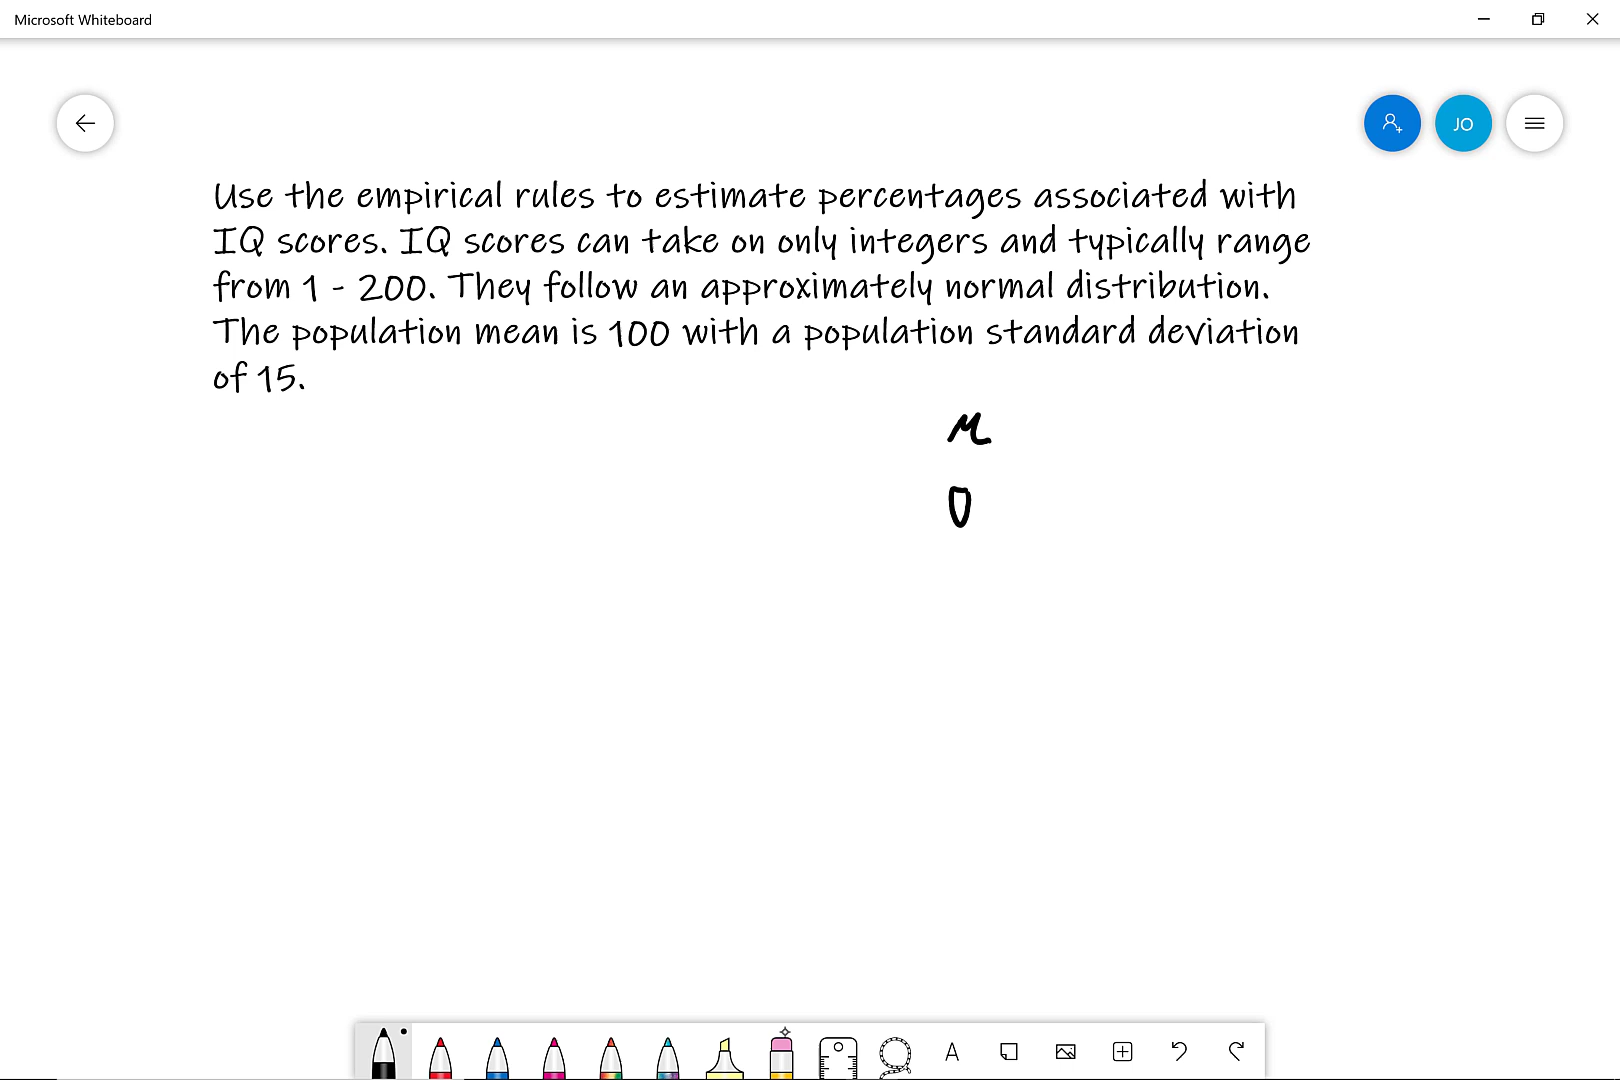 Microsoft Whiteboard
JO
Use the empirical rules to estimate percentages associated with
IQ scores. IQ scores can take on only integers and typically range
from 1 - 200. They follow an approximately normal distribution.
The population mean is 100 with a population standard deviation
of 15.
μ
A